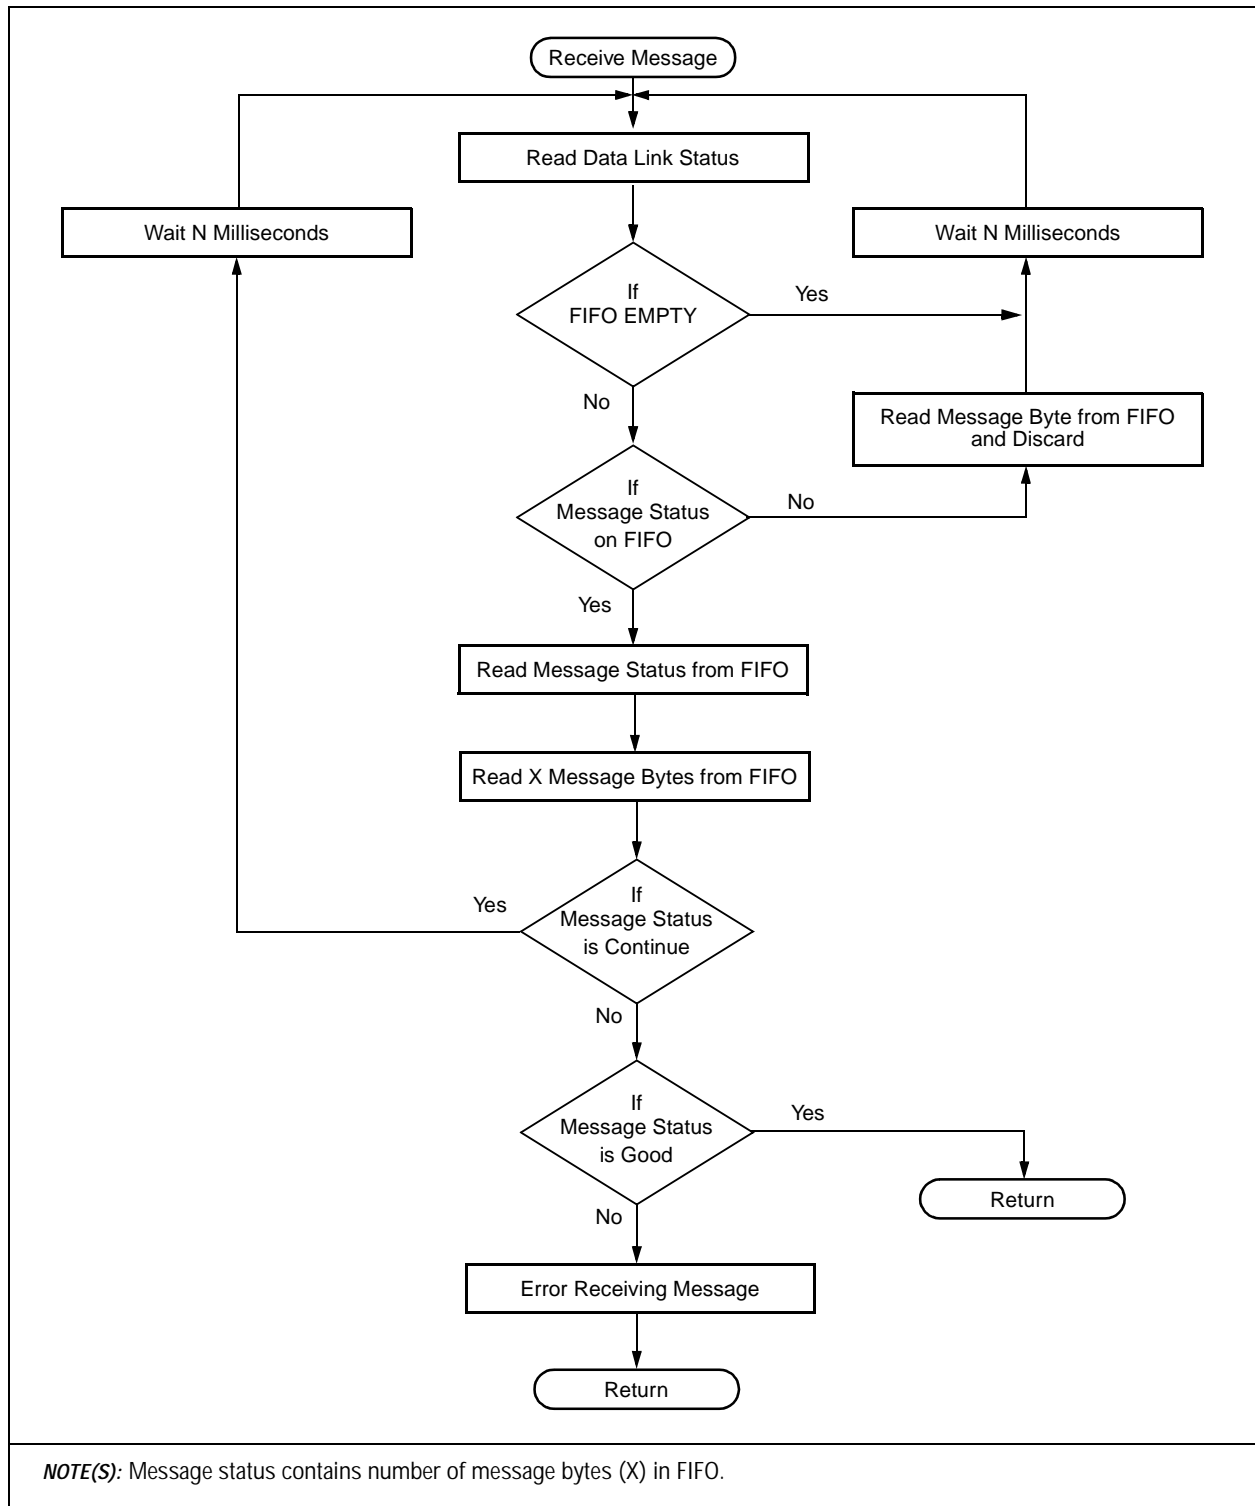 Receive Message
Read Data Link Status
Wait N Milliseconds
Wait N Milliseconds
If
FIFO EMPTY
Yes
No
Read Message Byte from FIFO
and Discard
If
Message Status
on FIFO
No
Yes
Read Message Status from FIFO
Read X Message Bytes from FIFO
If
Message Status
is Continue
Yes
No
If
Message Status
is Good
Yes
Return
No
Error Receiving Message
Return
NOTE(S): Message status contains number of message bytes (X) in FIFO.